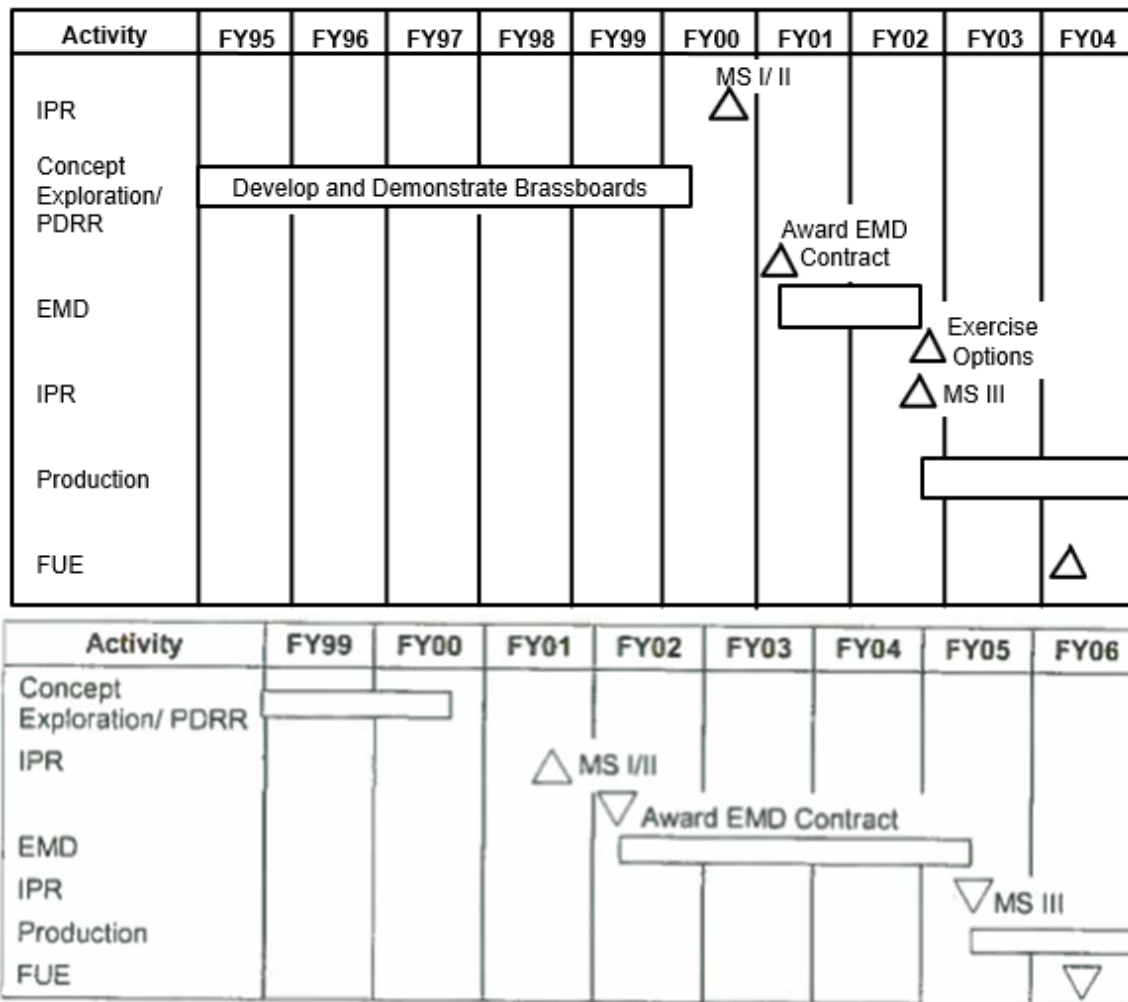 Activity FY95 FY96 FY97 FY98 FY99 FY00 FY01 FY02 FY03 FY04
MS I/ II
IPR
Concept
Exploration/
PDRR
Develop and Demonstrate Brassboards
Award EMD
Contract
EMD
Exercise
Options
IPR
MS III
Production
FUE
Activity FY99 FY00 FY01 FY02 FY03 FY04 FY05 FY06
Concept
Exploration/ PDRR
IPR
MS I/II
Award EMD Contract
EMD
IPR
MS III
Production
FUE